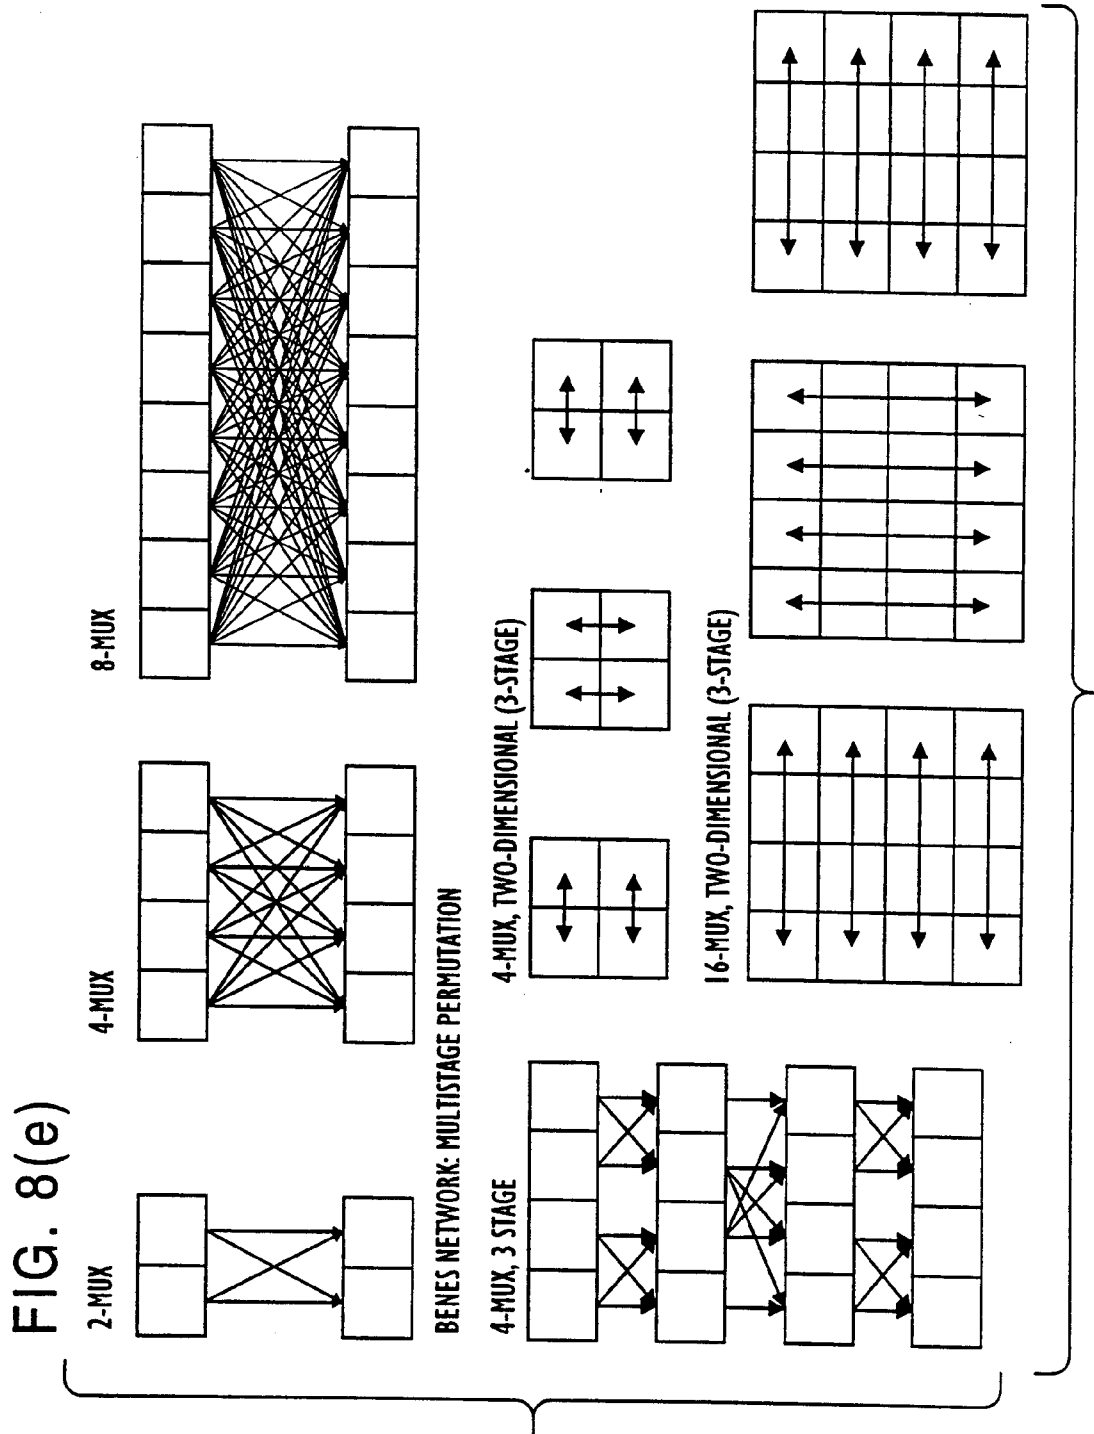 FIG. 8(e)
2-MUX
4-MUX
8-MUX
BENES NETWORK: MULTISTAGE PERMUTATION
4-MUX, 3 STAGE
4-MUX, TWO-DIMENSIONAL (3-STAGE)
16-MUX, TWO-DIMENSIONAL (3-STAGE)